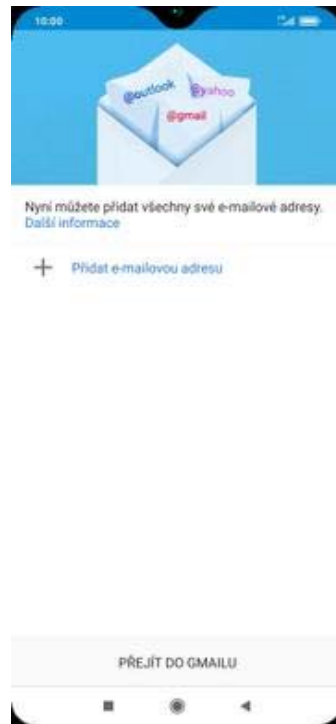 10:00
@outlook
@yahoo
@gmail
Nyní můžete přidat všechny své e-mailové adresy.
Další informace
Přidat e-mailovou adresu
PŘEJÍT DO GMAILU